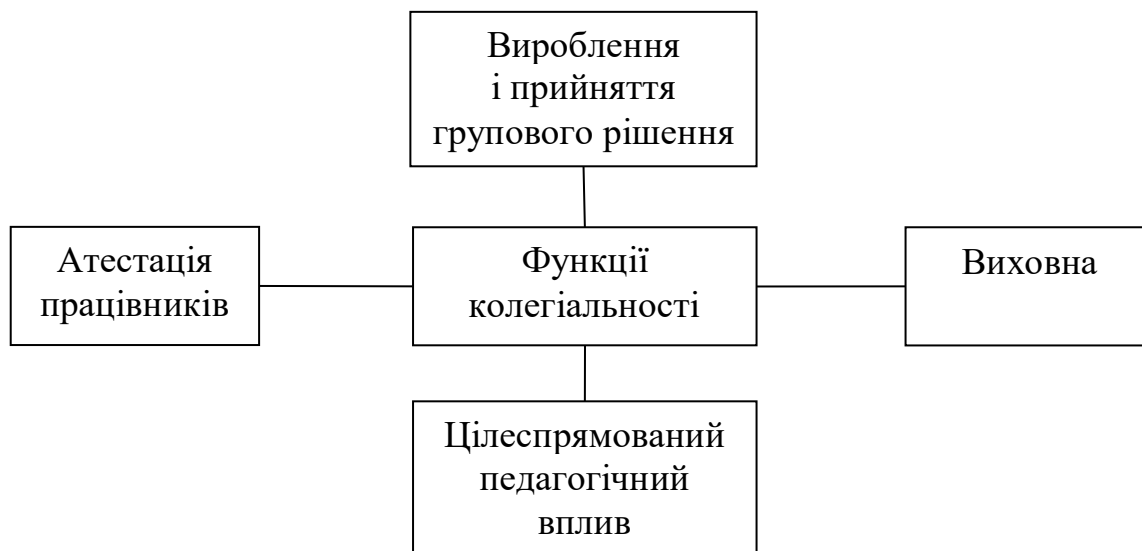 Вироблення
і прийняття
групового рішення
Атестація
працівників
Функції
колегіальності
Виховна
Цілеспрямований
педагогічний
вплив